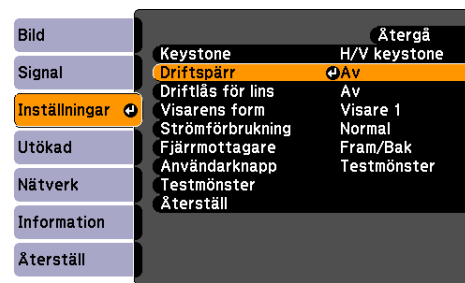 Bild
Signal
Inställningar
Utökad
Nätverk
Information
Återställ
Återgå
Keystone H/V keystone
Driftspärr Av
Driftlås för lins Av
Visarens form Visare 1
Strömförbrukning Normal
Fjärrmottagare Fram/Bak
Användarknapp Testmönster
Testmönster
Återställ